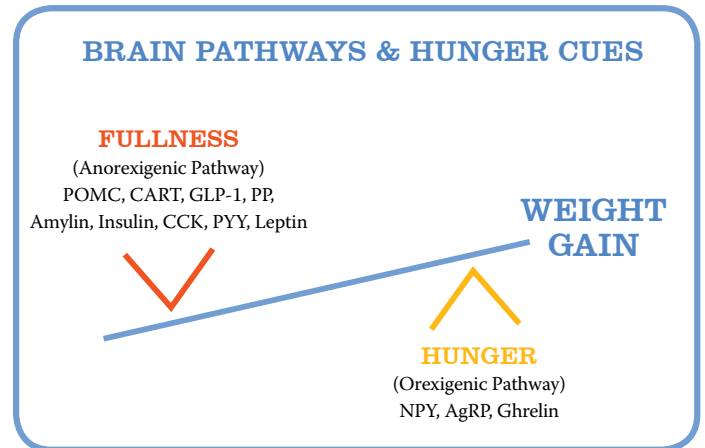 BRAIN PATHWAYS & HUNGER CUES
FULLNESS
(Anorexigenic Pathway)
POMC, CART, GLP-1, PP,
Amylin, Insulin, CCK, PYY, Leptin
WEIGHT
GAIN
HUNGER
(Orexigenic Pathway)
NPY, AgRP, Ghrelin